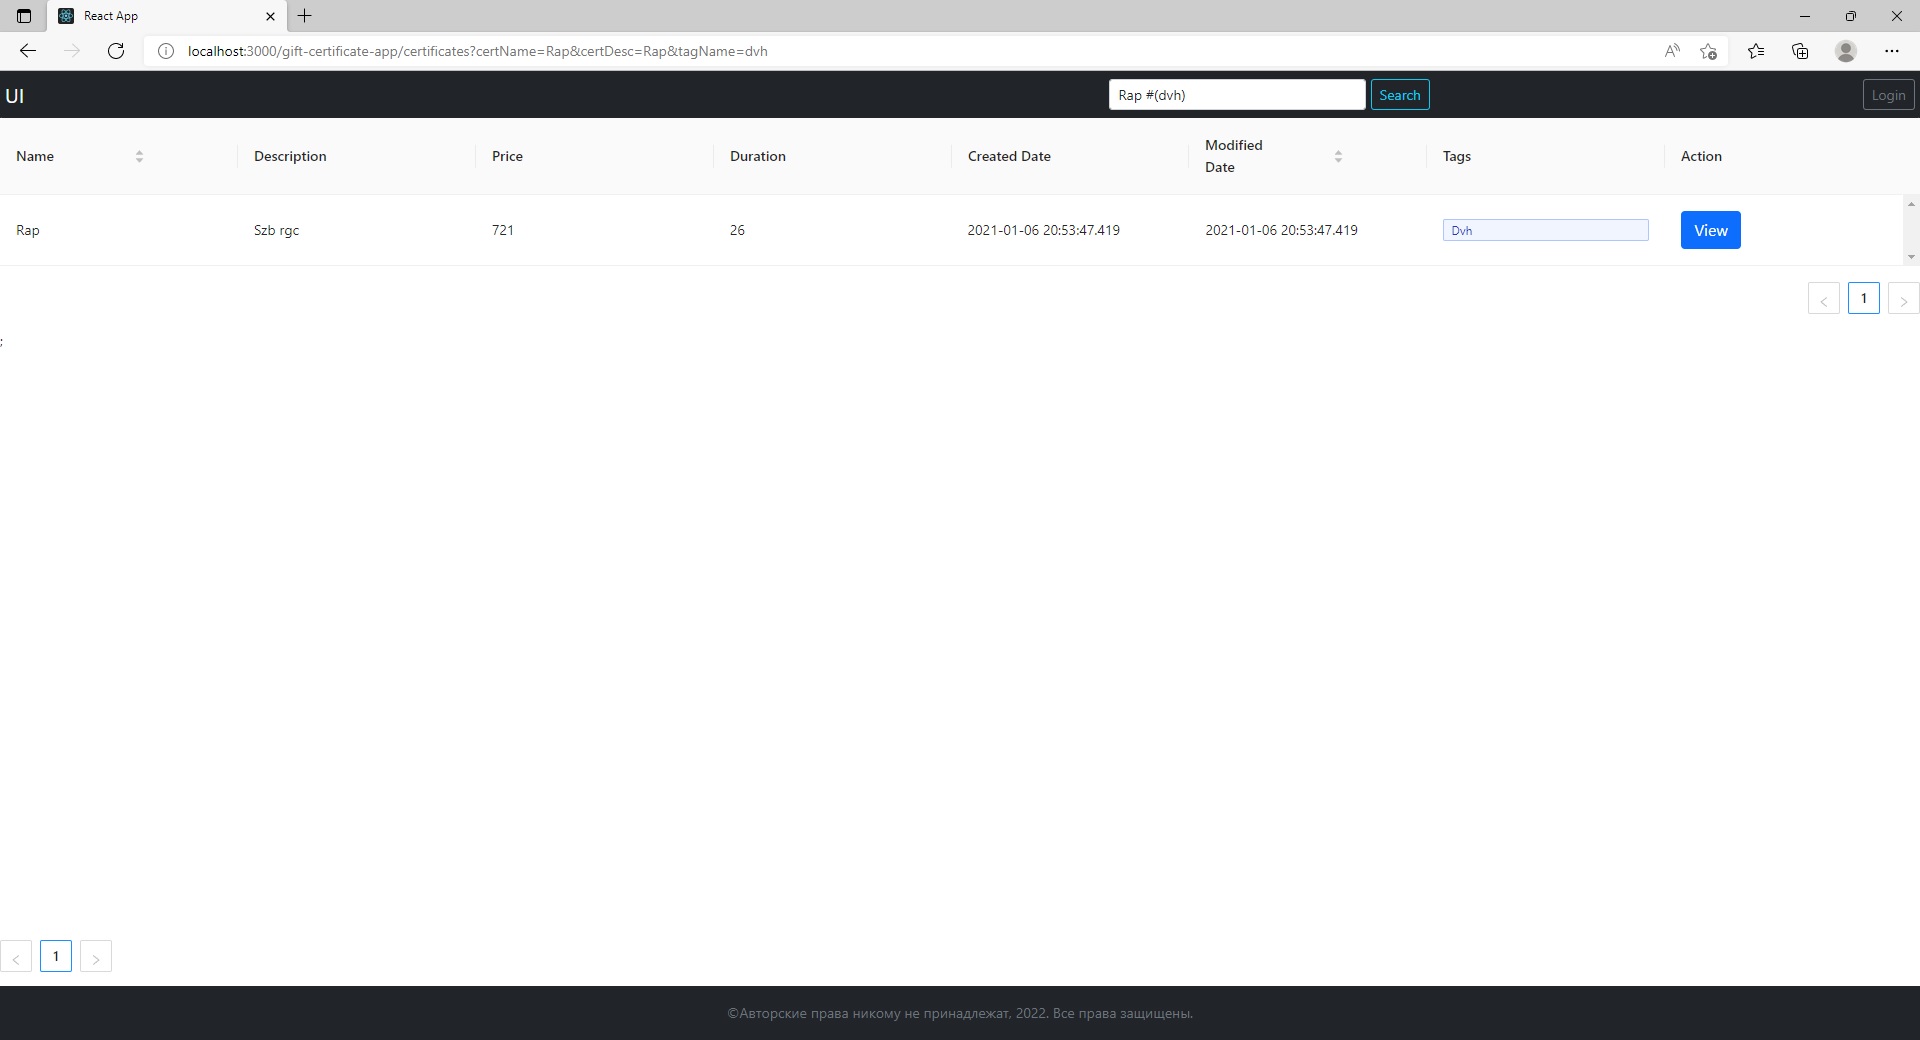 React App
localhost:3000/gift-certificate-app/certificates?certName=Rap&certDesc=Rap&tagName=dvh
UI
Rap #(dvh)
Search
Login
Name
Description
Price
Duration
Created Date
Modified
Date
Tags
Action
Rap
Szb rgc
721
26
2021-01-06 20:53:47.419
2021-01-06 20:53:47.419
Dvh
View
< 1 >
;
< 1 >
©Авторские права никому не принадлежат, 2022. Все права защищены.